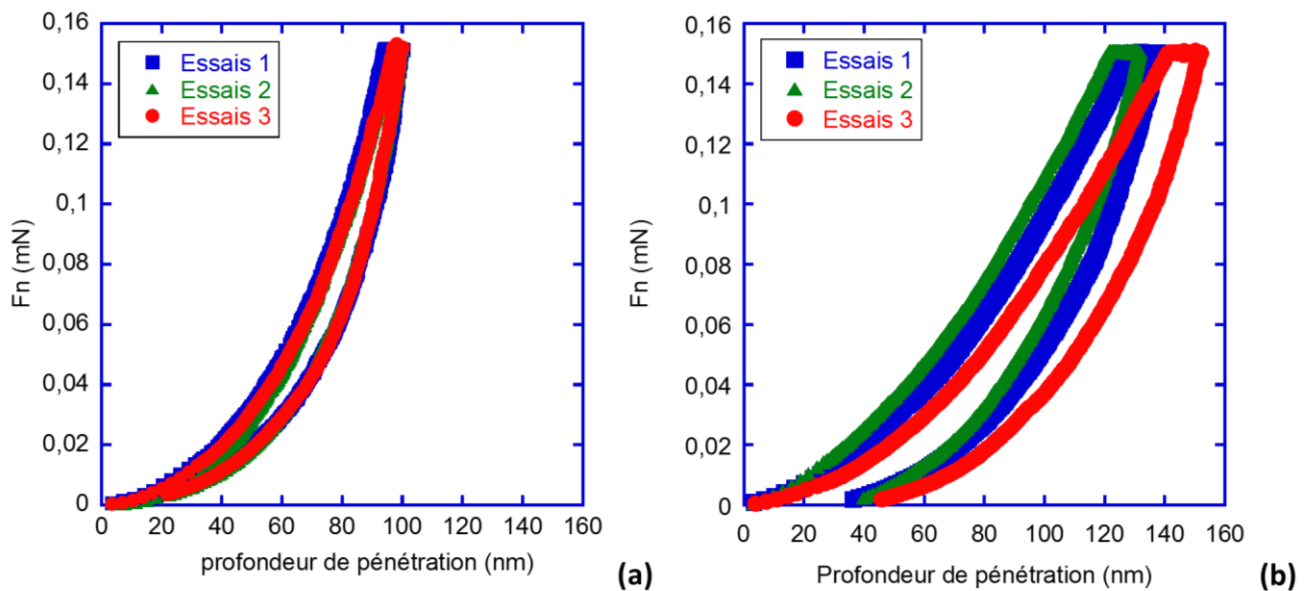 0,16
0,14
0,12
0,1
0,08
0,06
0,04
0,02
0
Fn (mN)
Essais 1
Essais 2
Essais 3
0 20 40 60 80 100 120 140 160
profondeur de pénétration (nm)
(a)
0,16
0,14
0,12
0,1
0,08
0,06
0,04
0,02
0
Fn (mN)
Essais 1
Essais 2
Essais 3
0 20 40 60 80 100 120 140 160
Profondeur de pénétration (nm)
(b)